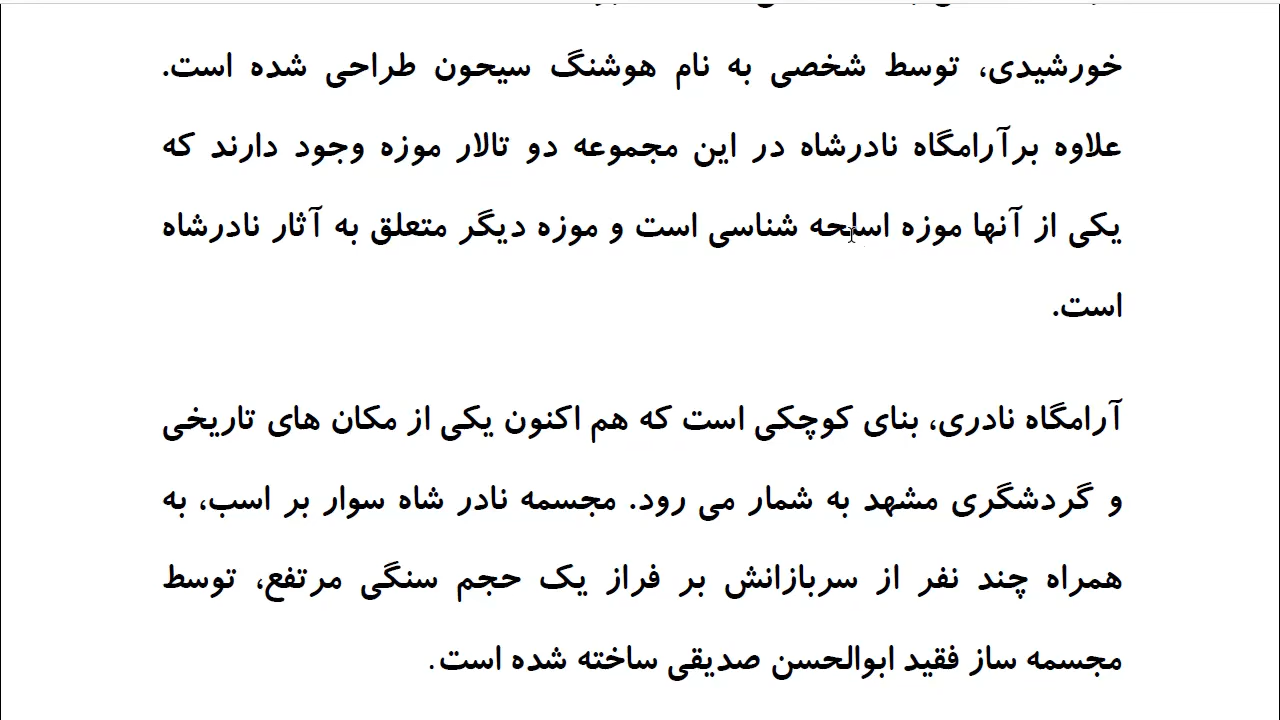 خورشیدی، توسط شخصی به نام هوشنگ سیحون طراحی شده است.
علاوه برآرامگاه نادرشاه در این مجموعه دو تالار موزه وجود دارند که
یکی از آنها موزه اسلحه شناسی است و موزه دیگر متعلق به آثار نادرشاه
است.
آرامگاه نادری، بنای کوچکی است که هم اکنون یکی از مکان های تاریخی
و گردشگری مشهد به شمار می رود. مجسمه نادر شاه سوار بر اسب، به
همراه چند نفر از سربازانش بر فراز یک حجم سنگی مرتفع، توسط
مجسمه ساز فقید ابوالحسن صدیقی ساخته شده است.